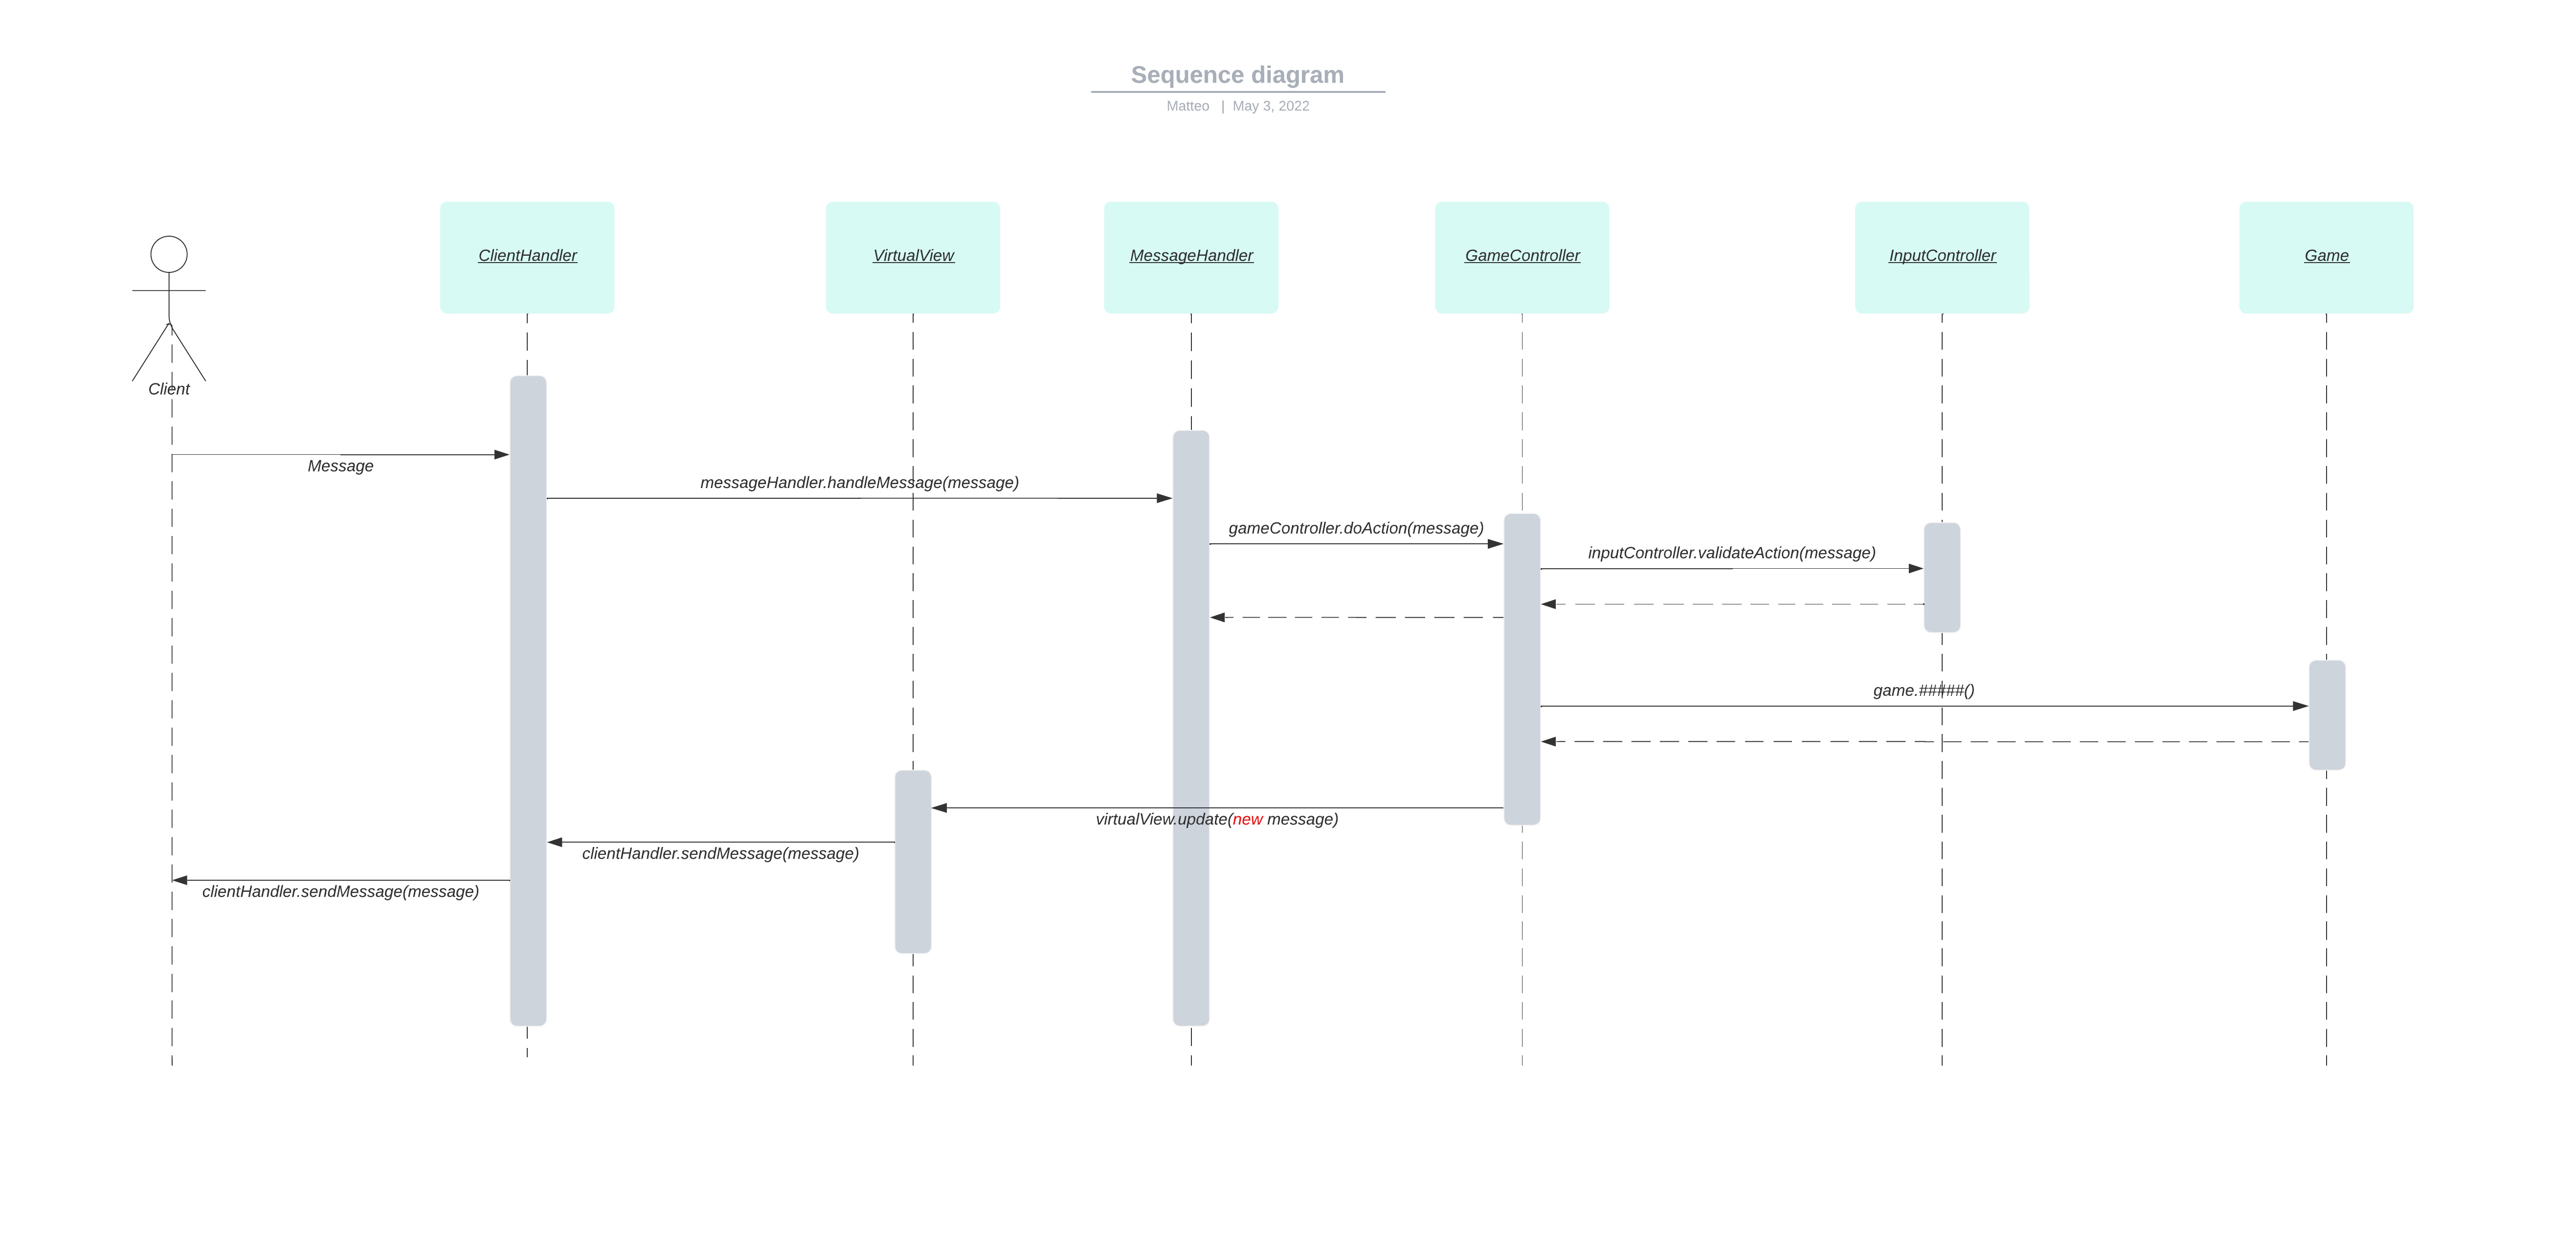 Sequence diagram
Matteo | May 3, 2022
ClientHandler
VirtualView
MessageHandler
GameController
InputController
Game
Client
Message
messageHandler.handleMessage(message)
gameController.doAction(message)
inputController.validateAction(message)
game.#####()
virtualView.update(new message)
clientHandler.sendMessage(message)
clientHandler.sendMessage(message)